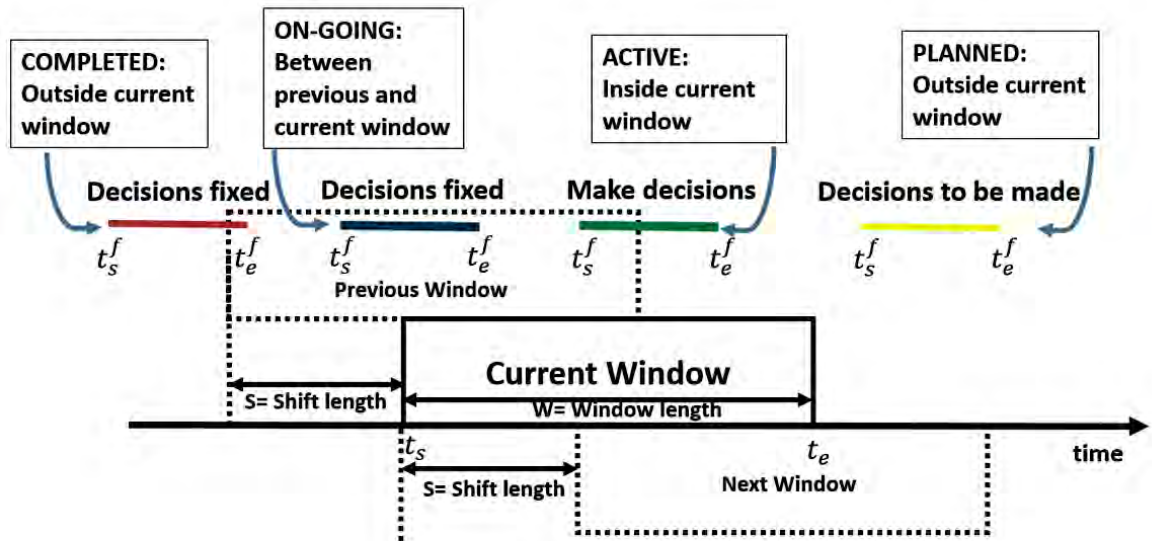 COMPLETED:
Outside current
window
ON-GOING:
Between
previous and
current window
ACTIVE:
Inside current
window
PLANNED:
Outside current
window
Decisions fixed
Decisions fixed
Make decisions
Decisions to be made
t_s^f
t_e^f
t_s^f
t_e^f
t_s^f
t_e^f
t_s^f
t_e^f
Previous Window
Current Window
S= Shift length
W= Window length
t_s
t_e
time
S= Shift length
Next Window